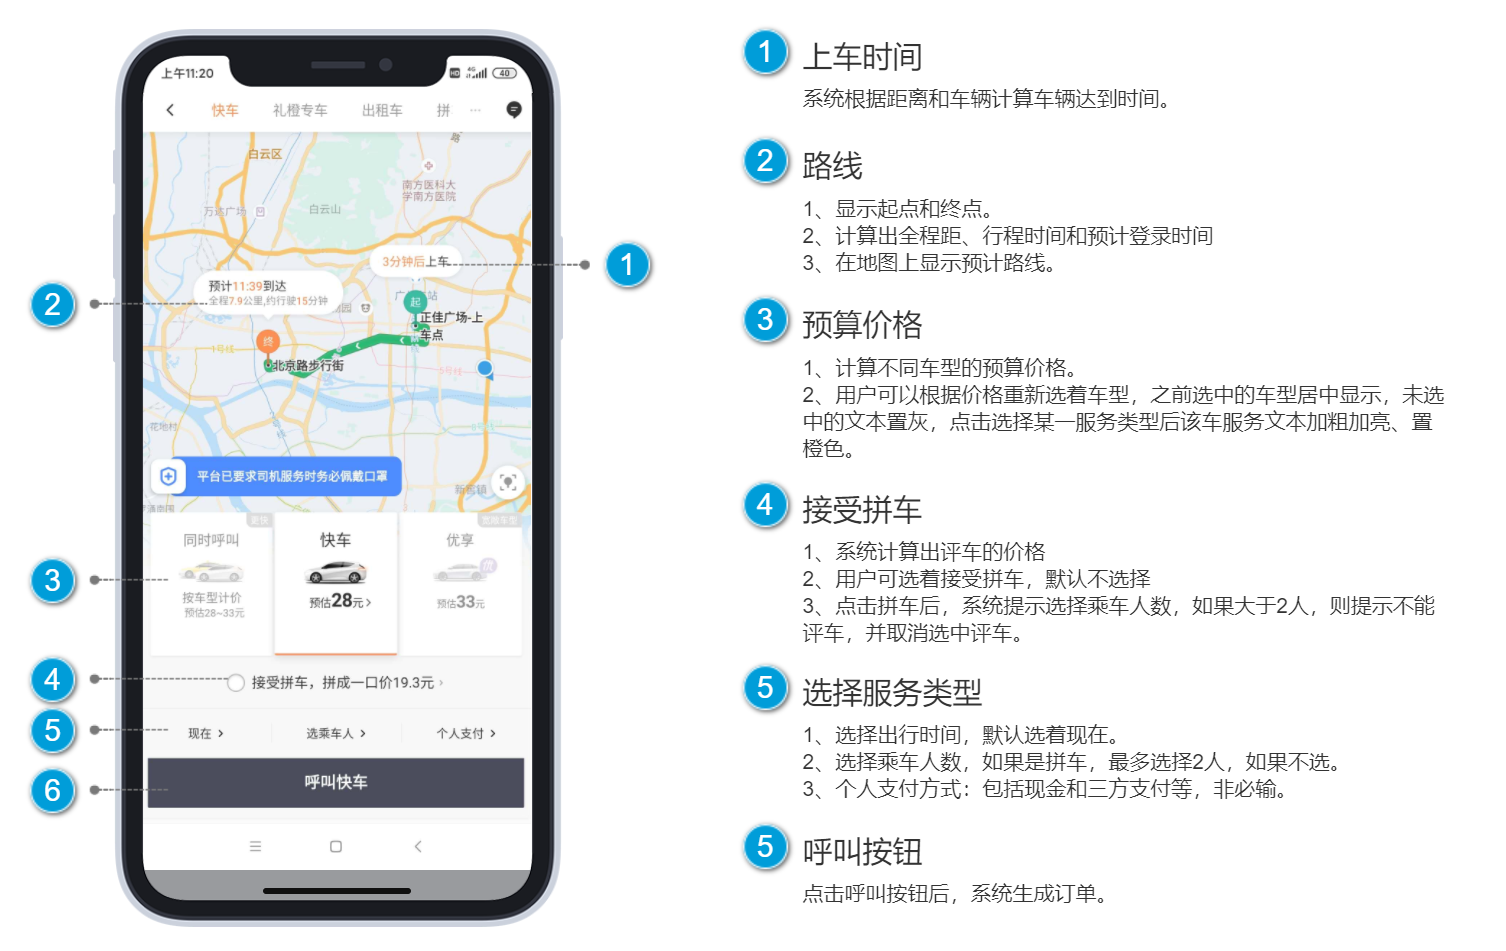 上午11:20
HD 4G 40
快车 礼橙专车 出租车 拼 ···
路
白云区
南方医科大
学南方医院
万达广场
白云山
3分钟后上车
预计11:39到达
全程7.9公里,约行驶15分钟
起
正佳广场-上
车点
终
北京路步行街
1号线
5号线
花地村
平台已要求司机服务时务必佩戴口罩
同时呼叫
按车型计价
预估28~33元
快车
预估28元>
优享
预估33元
接受拼车，拼成一口价19.3元 >
现在 > 选乘车人 > 个人支付 >
呼叫快车
1
2
3
4
5
6
1 上车时间
系统根据距离和车辆计算车辆达到时间。
2 路线
1、显示起点和终点。
2、计算出全程距、行程时间和预计登录时间
3、在地图上显示预计路线。
3 预算价格
1、计算不同车型的预算价格。
2、用户可以根据价格重新选着车型，之前选中的车型居中显示，未选
中的文本置灰，点击选择某一服务类型后该车服务文本加粗加亮、置
橙色。
4 接受拼车
1、系统计算出评车的价格
2、用户可选着接受拼车，默认不选择
3、点击拼车后，系统提示选择乘车人数，如果大于2人，则提示不能
评车，并取消选中评车。
5 选择服务类型
1、选择出行时间，默认选着现在。
2、选择乘车人数，如果是拼车，最多选择2人，如果不选。
3、个人支付方式：包括现金和三方支付等，非必输。
5 呼叫按钮
点击呼叫按钮后，系统生成订单。